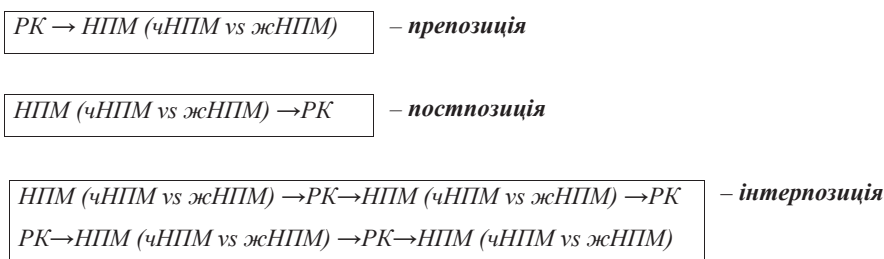 РК → НПМ (чНПМ vs жНПМ) – препозиція
НПМ (чНПМ vs жНПМ) →РК – постпозиція
НПМ (чНПМ vs жНПМ) →РК→НПМ (чНПМ vs жНПМ) →РК – інтерпозиція
РК→НПМ (чНПМ vs жНПМ) →РК→НПМ (чНПМ vs жНПМ)